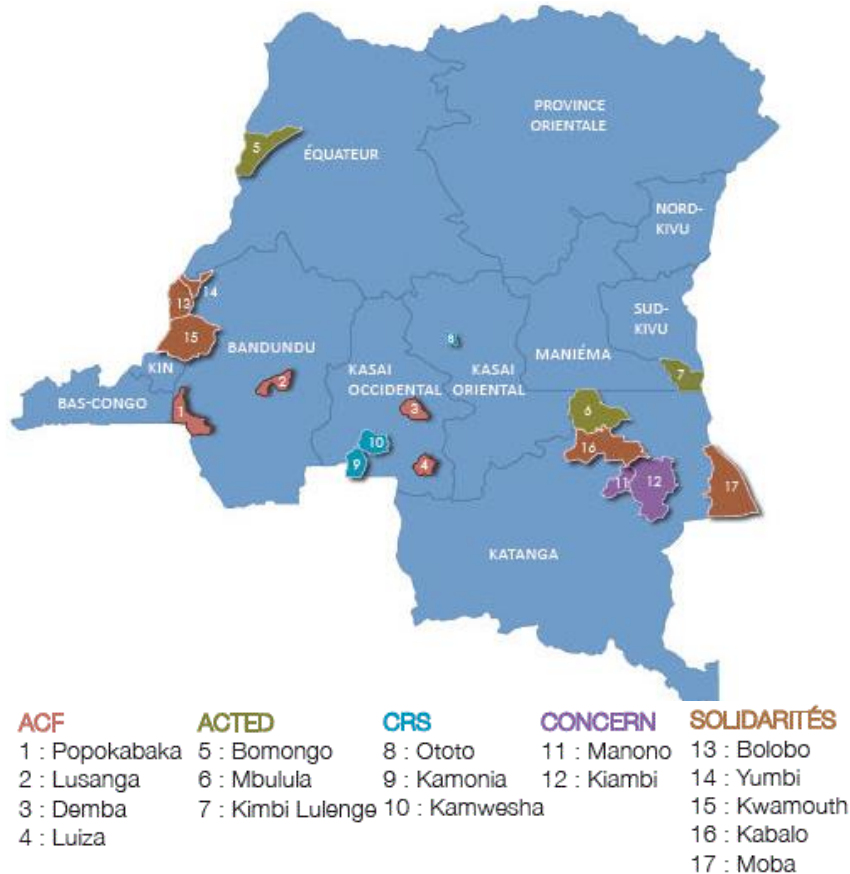 PROVINCE
ORIENTALE
5
ÉQUATEUR
NORD-
KIVU
14
13
SUD-
KIVU
15
8
BANDUNDU
MANIÉMA
KIN
KASAI
OCCIDENTAL
KASAI
ORIENTAL
7
2
BAS-CONGO
1
3
6
10
16
9
4
11
12
17
KATANGA
ACF
1 : Popokabaka
2 : Lusanga
3 : Demba
4 : Luiza
ACTED
5 : Bomongo
6 : Mbulula
7 : Kimbi Lulenge
CRS
8 : Ototo
9 : Kamonia
10 : Kamwesha
CONCERN
11 : Manono
12 : Kiambi
SOLIDARITÉS
13 : Bolobo
14 : Yumbi
15 : Kwamouth
16 : Kabalo
17 : Moba